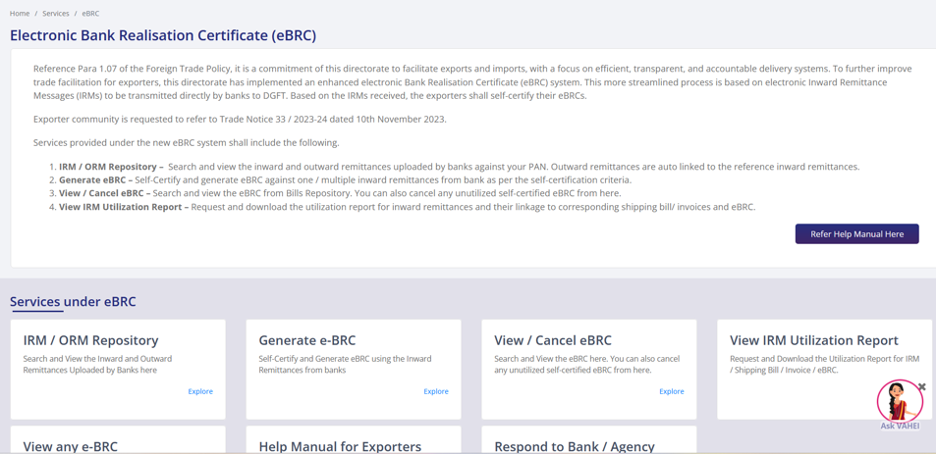 Home / Services / eBRC
Electronic Bank Realisation Certificate (eBRC)
Reference Para 1.07 of the Foreign Trade Policy, it is a commitment of this directorate to facilitate exports and imports, with a focus on efficient, transparent, and accountable delivery systems. To further improve
trade facilitation for exporters, this directorate has implemented an enhanced electronic Bank Realisation Certificate (eBRC) system. This more streamlined process is based on electronic Inward Remittance
Messages (IRMs) to be transmitted directly by banks to DGFT. Based on the IRMs received, the exporters shall self-certify their eBRCs.
Exporter community is requested to refer to Trade Notice 33 / 2023-24 dated 10th November 2023.
Services provided under the new eBRC system shall include the following.
1. IRM / ORM Repository – Search and view the inward and outward remittances uploaded by banks against your PAN. Outward remittances are auto linked to the reference inward remittances.
2. Generate eBRC – Self-Certify and generate eBRC against one / multiple inward remittances from bank as per the self-certification criteria.
3. View / Cancel eBRC – Search and view the eBRC from Bills Repository. You can also cancel any unutilized self-certified eBRC from here.
4. View IRM Utilization Report – Request and download the utilization report for inward remittances and their linkage to corresponding shipping bill/ invoices and eBRC.
Refer Help Manual Here
Services under eBRC
IRM / ORM Repository
Search and View the Inward and Outward
Remittances Uploaded by Banks here
Explore
Generate e-BRC
Self-Certify and Generate eBRC using the Inward
Remittances from banks
Explore
View / Cancel eBRC
Search and View the eBRC here. You can also cancel
any unutilized self-certified eBRC from here.
Explore
View IRM Utilization Report
Request and Download the Utilization Report for IRM
/ Shipping Bill / Invoice / eBRC.
Ask VAHEI
View any e-BRC
Help Manual for Exporters
Respond to Bank / Agency